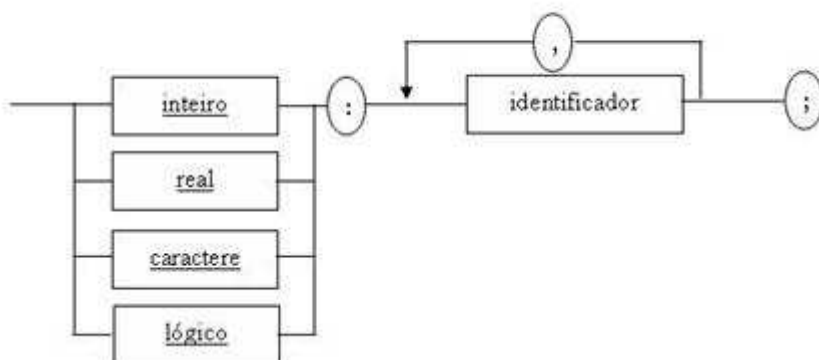 ,
inteiro : identificador ;
real
caractere
lógico